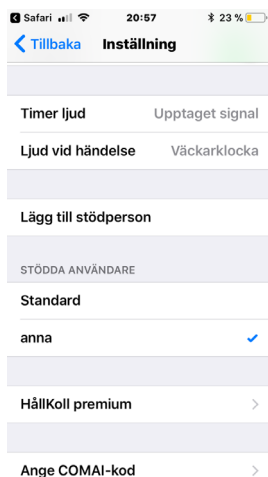 Safari 20:57 23 %
Tillbaka Inställning
Timer ljud Upptaget signal
Ljud vid händelse Väckarklocka
Lägg till stödperson
STÖDDA ANVÄNDARE
Standard
anna
HållKoll premium
Ange COMAI-kod